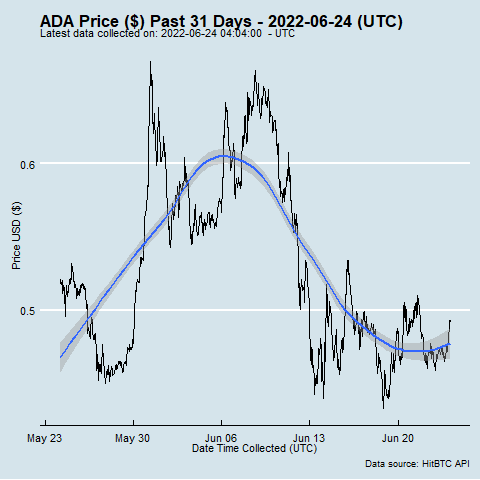 ADA Price ($) Past 31 Days - 2022-06-24 (UTC)
Latest data collected on: 2022-06-24 04:04:00 - UTC
Price USD ($)
0.6
0.5
May 23 May 30 Jun 06 Jun 13 Jun 20
Date Time Collected (UTC)
Data source: HitBTC API